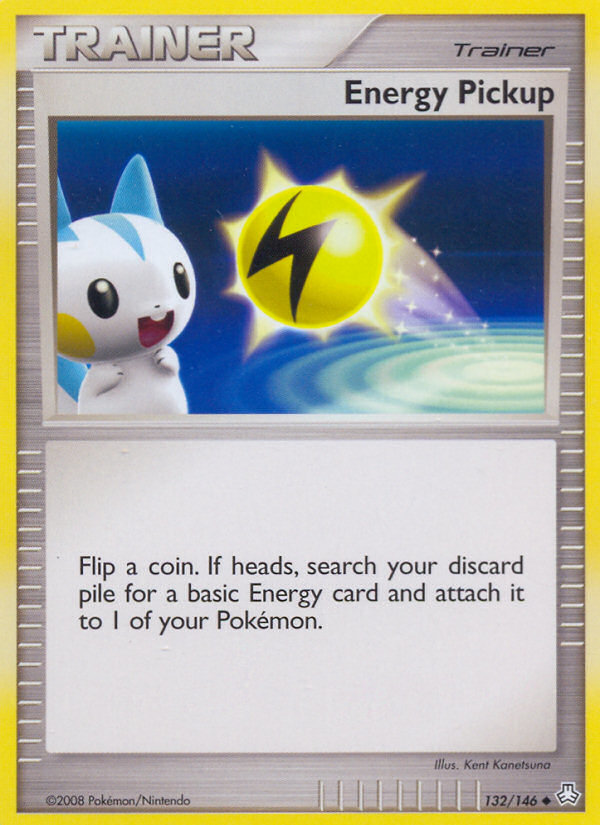 TRAINER
Trainer
Energy Pickup
Flip a coin. If heads, search your discard
pile for a basic Energy card and attach it
to 1 of your Pokémon.
Illus. Kent Kanetsuna
©2008 Pokémon/Nintendo
132/146